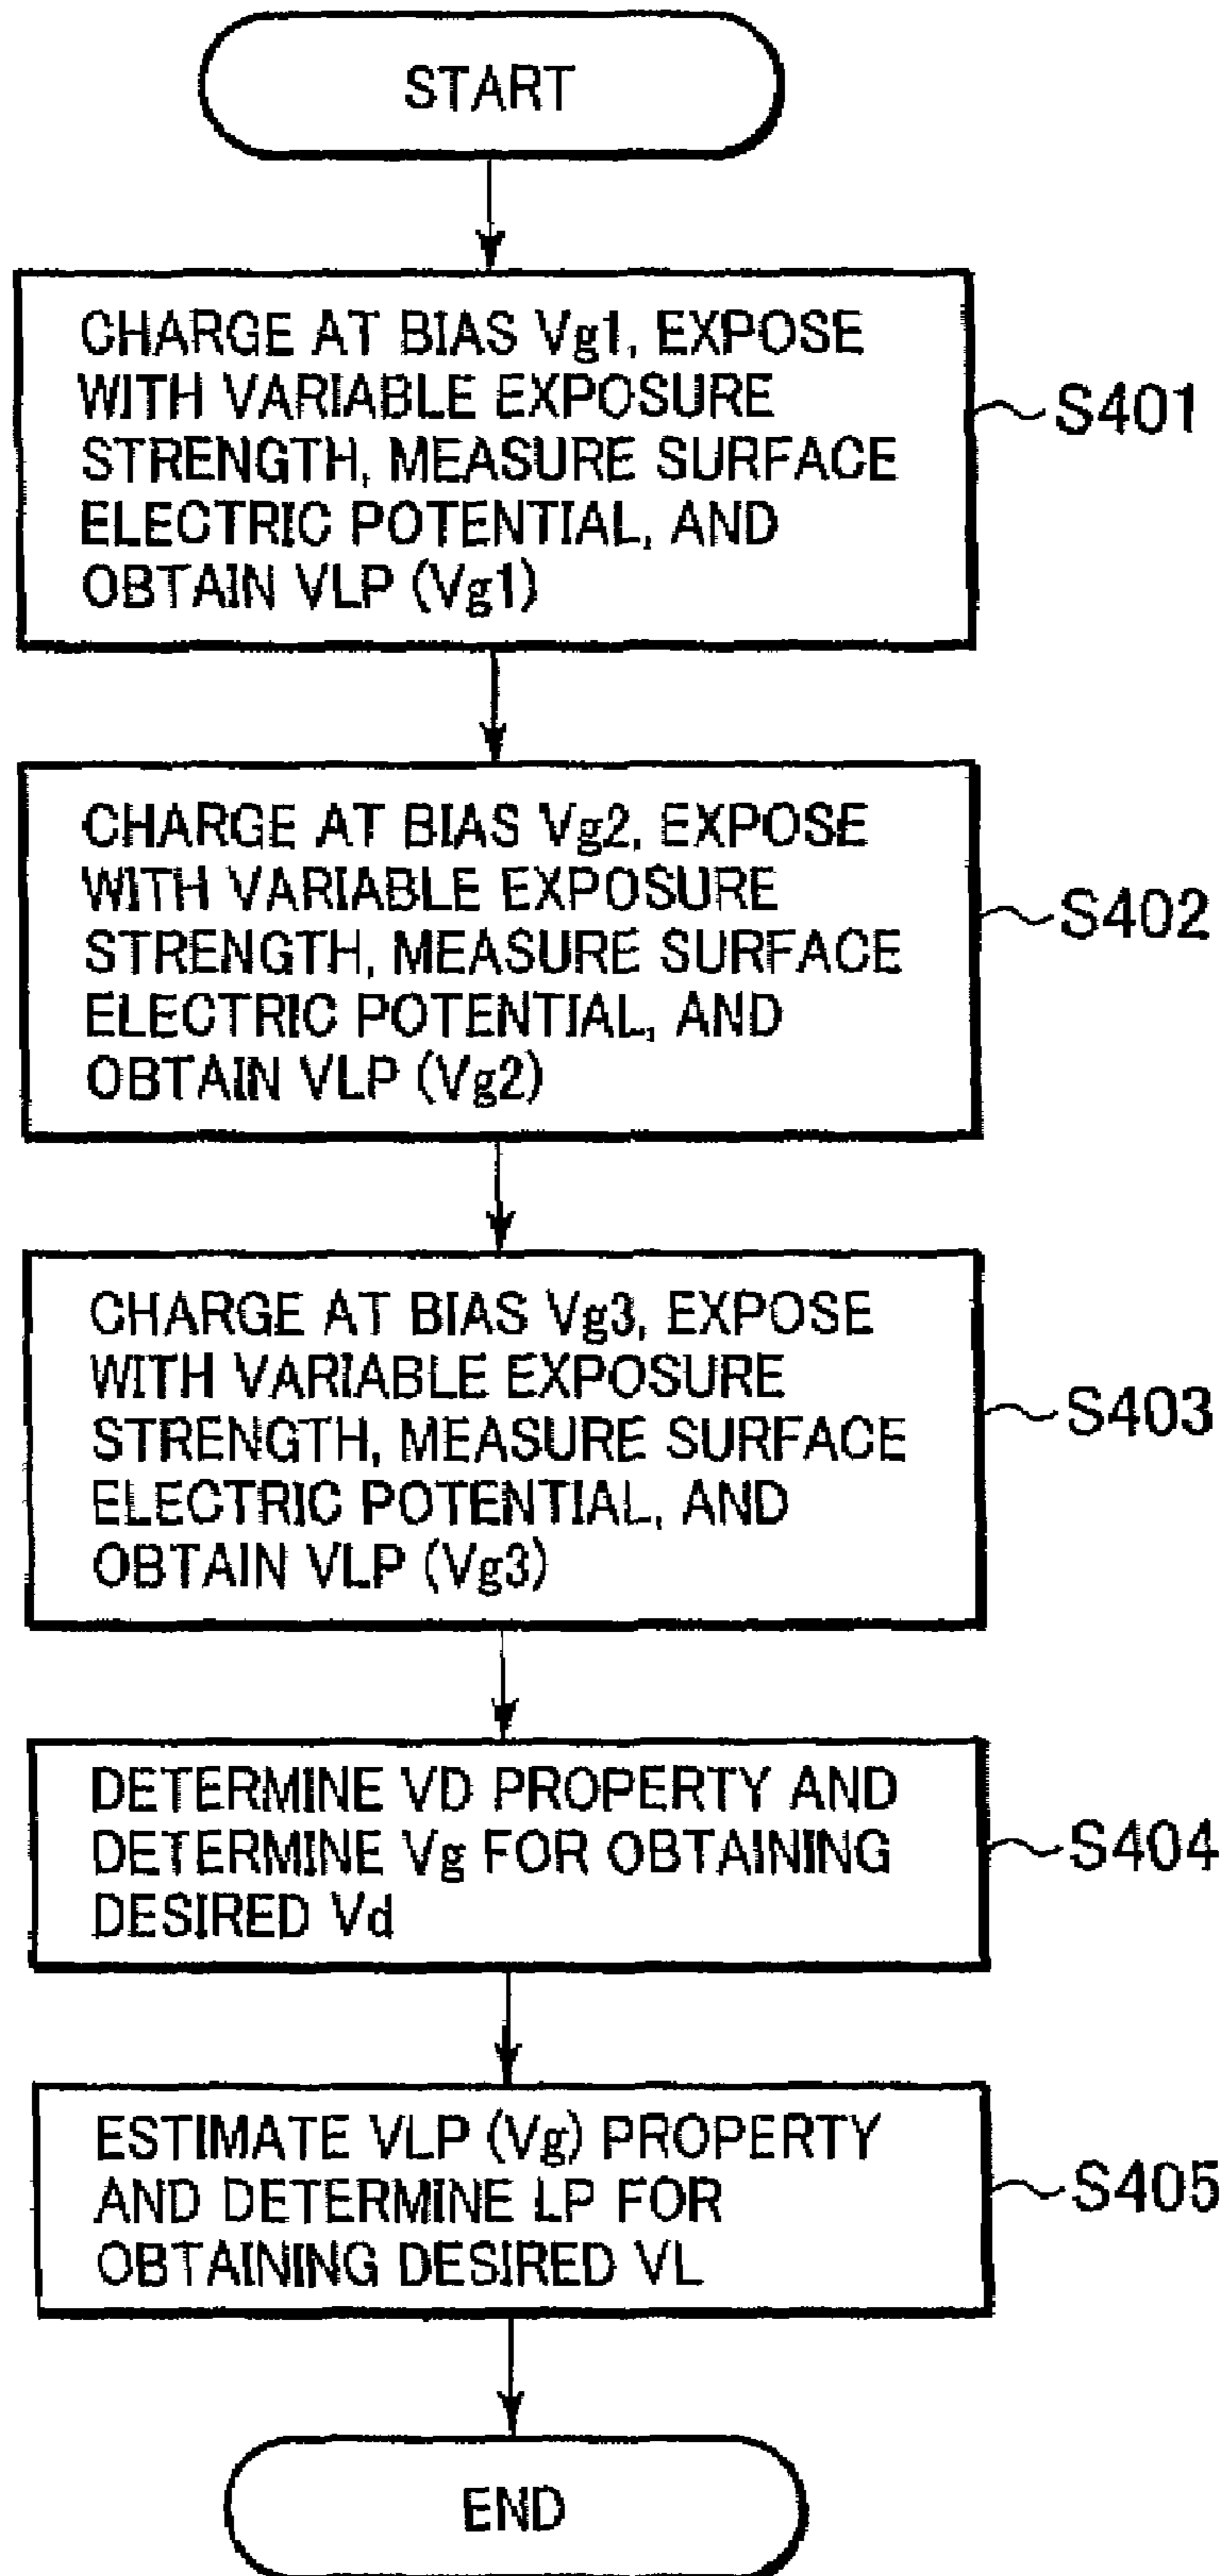 START
CHARGE AT BIAS Vg1, EXPOSE
WITH VARIABLE EXPOSURE
STRENGTH, MEASURE SURFACE
ELECTRIC POTENTIAL, AND
OBTAIN VLP (Vg1)
S401
CHARGE AT BIAS Vg2, EXPOSE
WITH VARIABLE EXPOSURE
STRENGTH, MEASURE SURFACE
ELECTRIC POTENTIAL, AND
OBTAIN VLP (Vg2)
S402
CHARGE AT BIAS Vg3, EXPOSE
WITH VARIABLE EXPOSURE
STRENGTH, MEASURE SURFACE
ELECTRIC POTENTIAL, AND
OBTAIN VLP (Vg3)
S403
DETERMINE VD PROPERTY AND
DETERMINE Vg FOR OBTAINING
DESIRED Vd
S404
ESTIMATE VLP (Vg) PROPERTY
AND DETERMINE LP FOR
OBTAINING DESIRED VL
S405
END